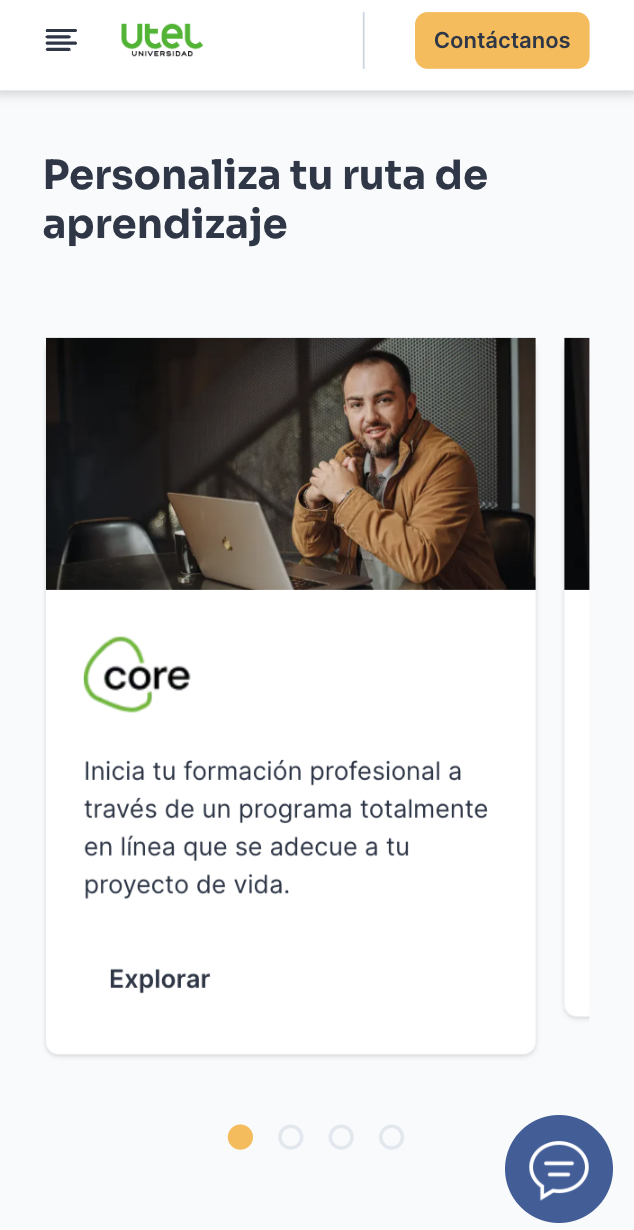 utel
UNIVERSIDAD
Contáctanos
Personaliza tu ruta de
aprendizaje
core
Inicia tu formación profesional a
través de un programa totalmente
en línea que se adecue a tu
proyecto de vida.
Explorar